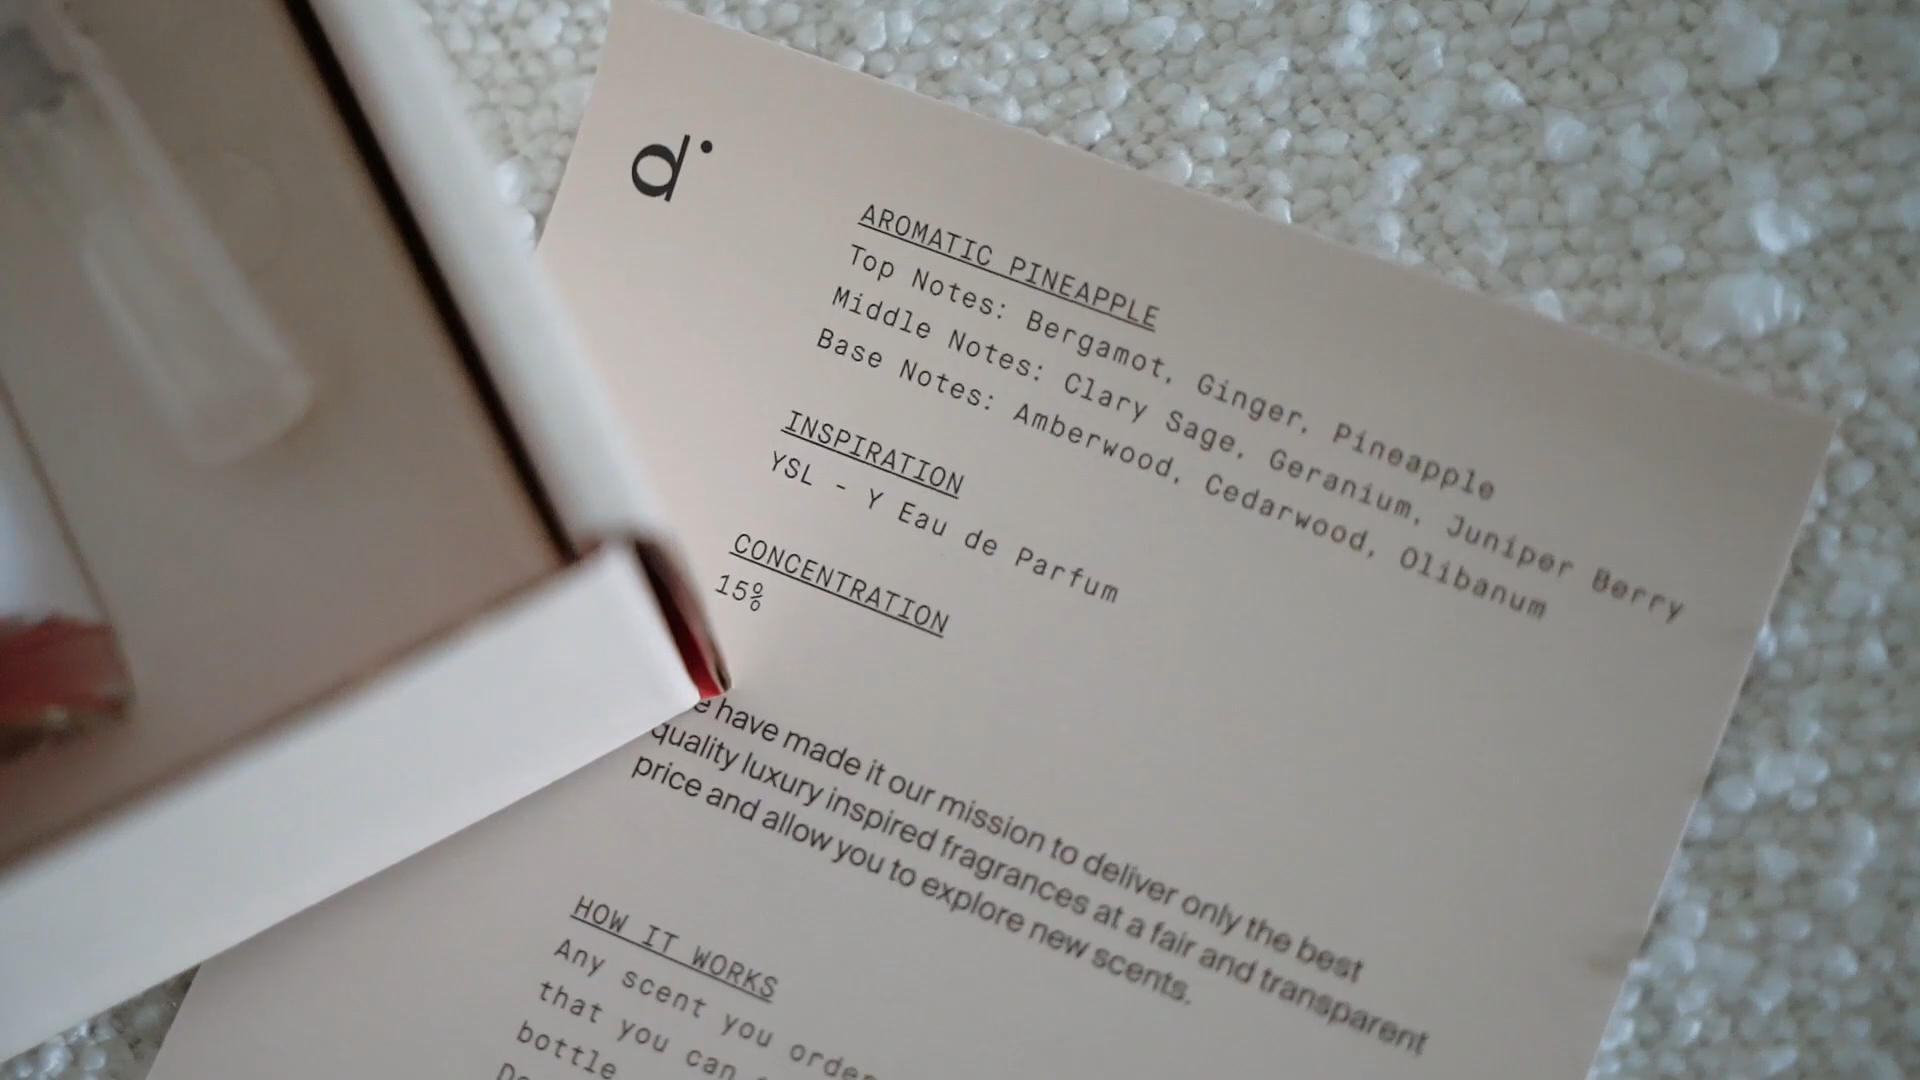 d.
AROMATIC PINEAPPLE
Top Notes: Bergamot, Ginger, Pineapple
Middle Notes: Clary Sage, Geranium, Juniper Berry
Base Notes: Amberwood, Cedarwood, Olibanum
INSPIRATION
YSL - Y Eau de Parfum
CONCENTRATION
15%
e have made it our mission to deliver only the best
quality luxury inspired fragrances at a fair and transparent
price and allow you to explore new scents.
HOW IT WORKS
Any scent you orde
that you can
bottle